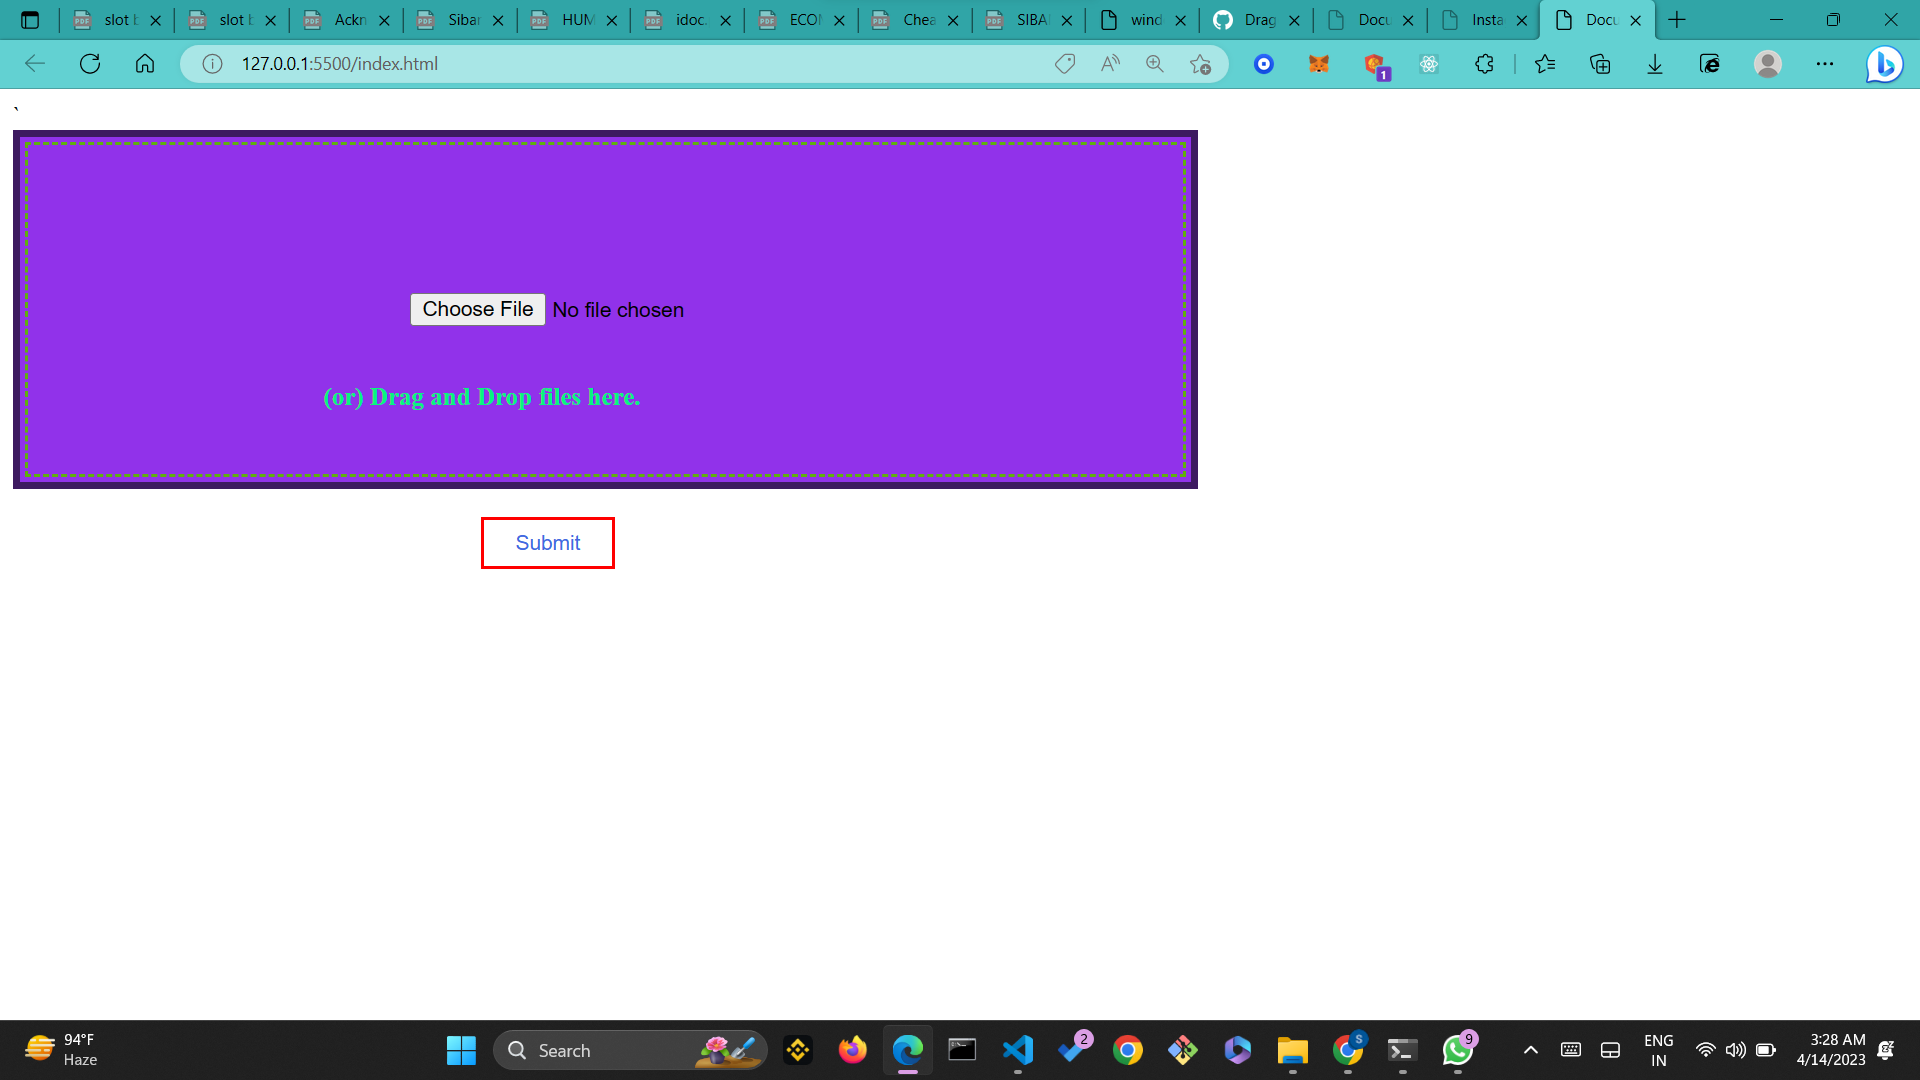 slot b
slot b
Ackn
Sibar
HUM
idoc.
ECON
Chea
SIBA
wind
Drag
Docu
Insta
Docu
127.0.0.1:5500/index.html
1
`
Choose File No file chosen
(or) Drag and Drop files here.
Submit
94°F
Haze
Search
2
S
9
ENG
IN
3:28 AM
4/14/2023